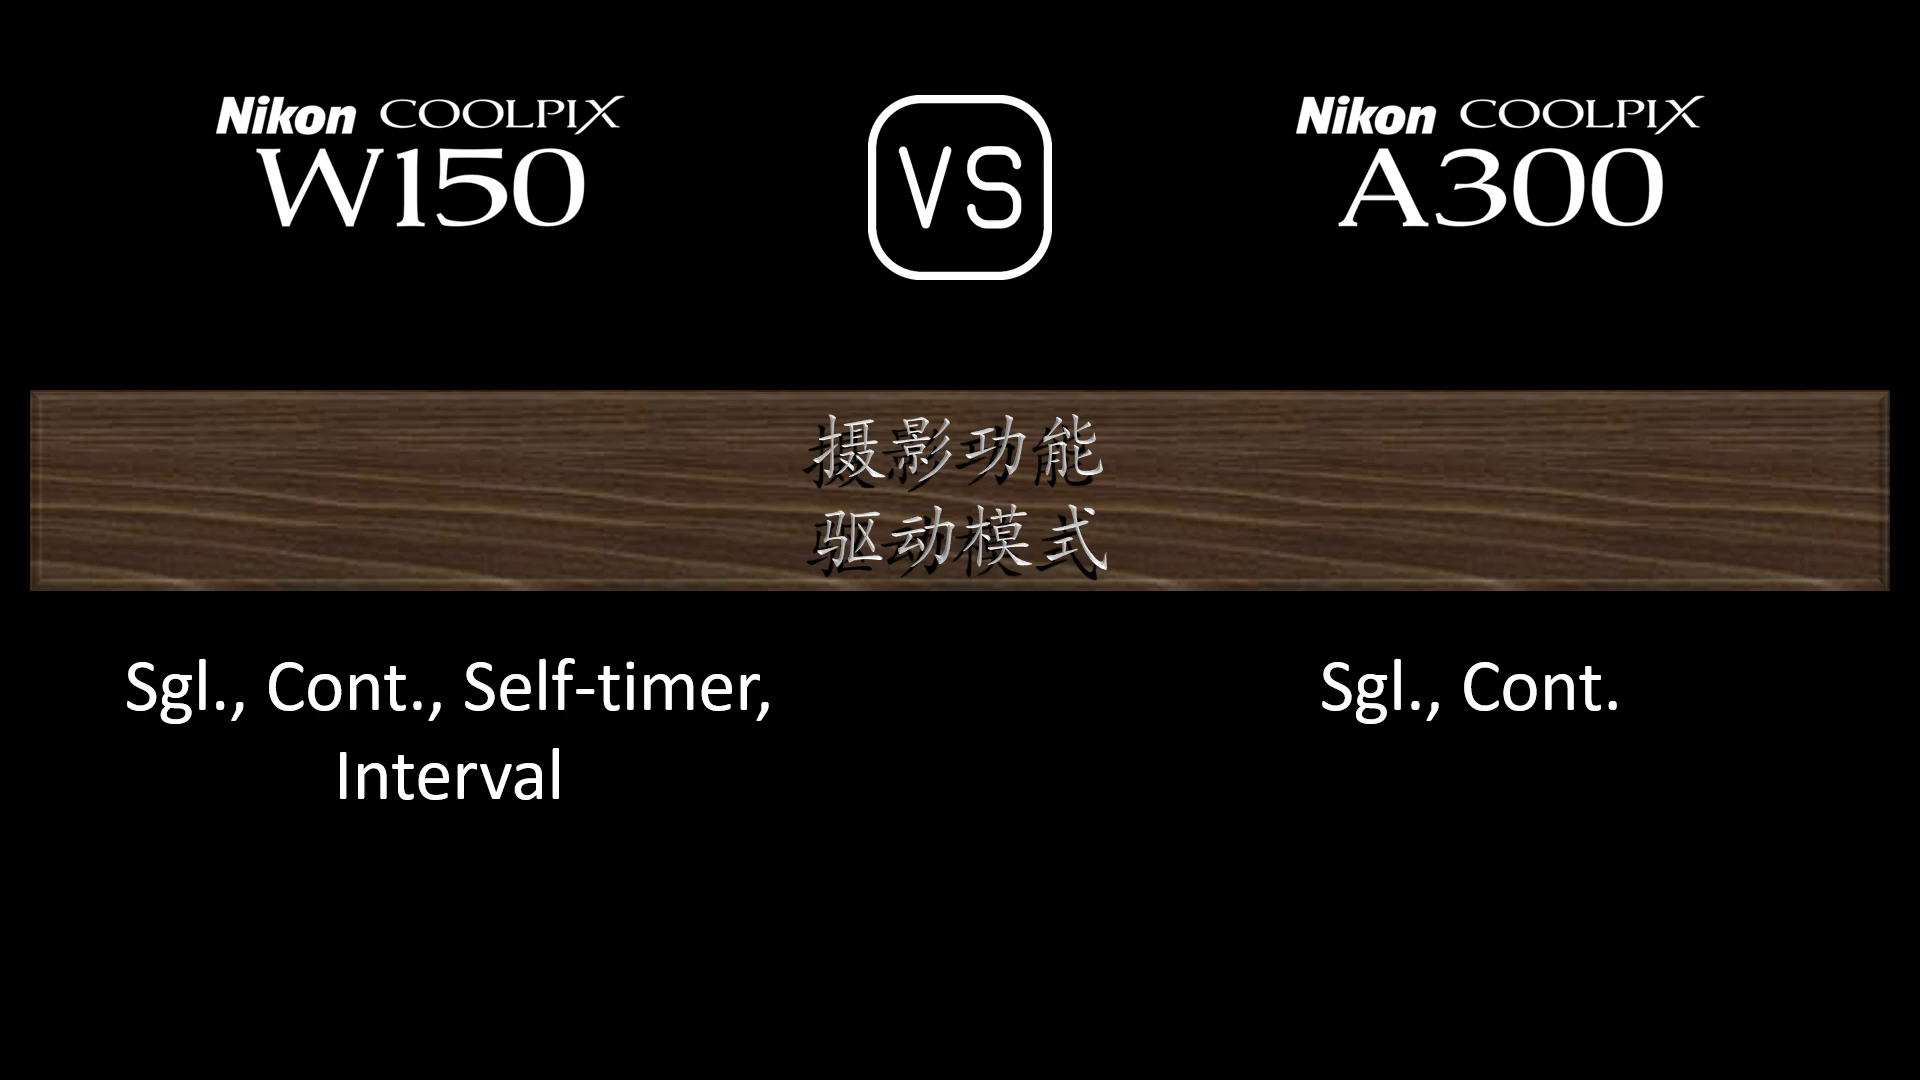 Nikon COOLPIX
W150
VS
Nikon COOLPIX
A300
摄影功能
驱动模式
Sgl., Cont., Self-timer,
Interval
Sgl., Cont.